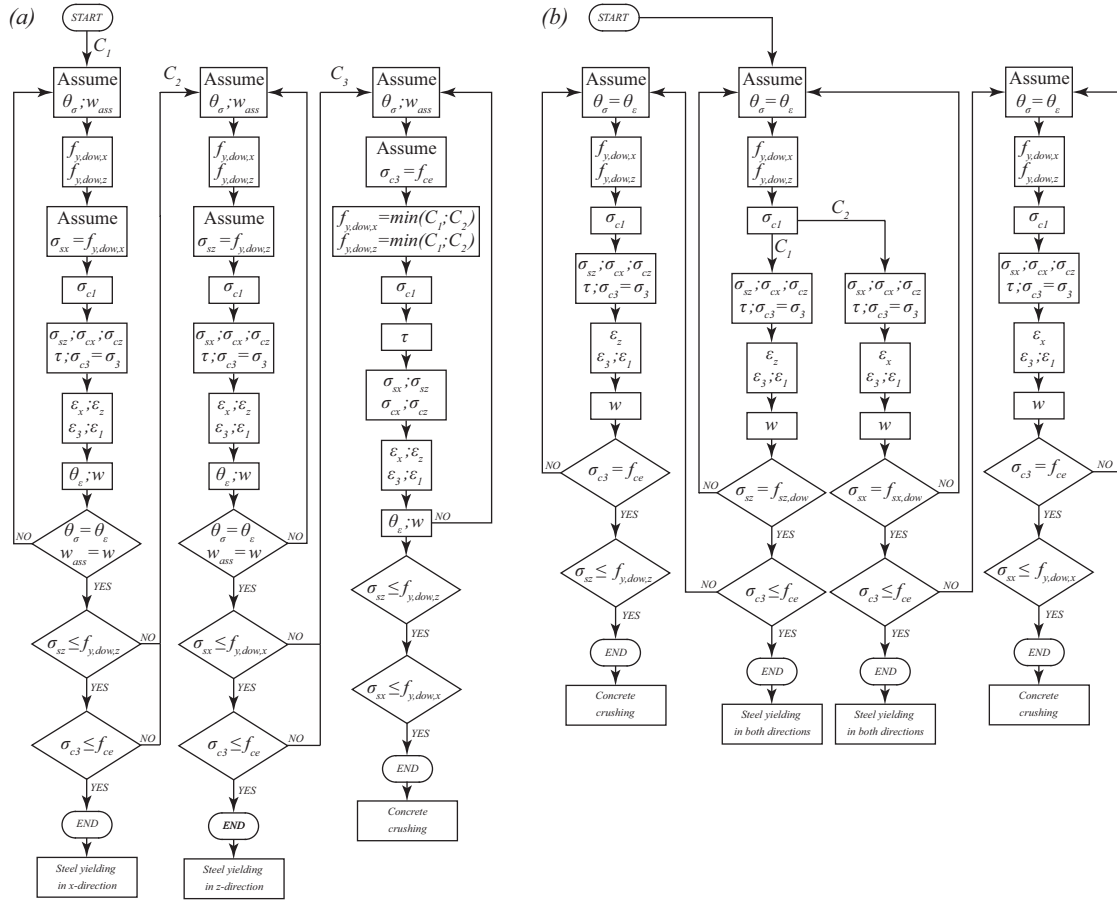 (a)
START
C₁
Assume
θσ;wass
fy,dow,x
fy,dow,z
Assume
σsx=fy,dow,x
σc1
σsz;σcx;σcz
τ;σc3=σ3
εx;εz
ε3;ε1
θε;w
θσ=θε
wass=w
NO
YES
σsz≤fy,dow,z
NO
YES
σc3≤fce
NO
YES
END
Steel yielding
in x-direction
C₂
Assume
θσ;wass
fy,dow,x
fy,dow,z
Assume
σsz=fy,dow,z
σc1
σsx;σcx;σcz
τ;σc3=σ3
εx;εz
ε3;ε1
θε;w
θσ=θε
wass=w
NO
YES
σsx≤fy,dow,x
NO
YES
σc3≤fce
NO
YES
END
Steel yielding
in z-direction
C₃
Assume
θσ;wass
Assume
σc3=fce
fy,dow,x=min(C₁;C₂)
fy,dow,z=min(C₁;C₂)
σc1
τ
σsx;σsz
σcx;σcz
εx;εz
ε3;ε1
θε;w
NO
σsz≤fy,dow,z
YES
σsx≤fy,dow,x
YES
END
Concrete
crushing
(b)
START
Assume
θσ=θε
fy,dow,x
fy,dow,z
σc1
σsz;σcx;σcz
τ;σc3=σ3
εz
ε3;ε1
w
σc3=fce
NO
YES
σsz≤fy,dow,z
YES
END
Concrete
crushing
Assume
θσ=θε
fy,dow,x
fy,dow,z
σc1
C₁
σsz;σcx;σcz
τ;σc3=σ3
εz
ε3;ε1
w
σsz=fsz,dow
NO
YES
σc3≤fce
NO
YES
END
Steel yielding
in both directions
C₂
σsx;σcx;σcz
τ;σc3=σ3
εx
ε3;ε1
w
σsx=fsx,dow
NO
YES
σc3≤fce
NO
YES
END
Steel yielding
in both directions
Assume
θσ=θε
fy,dow,x
fy,dow,z
σc1
σsx;σcx;σcz
τ;σc3=σ3
εx
ε3;ε1
w
σc3=fce
NO
YES
σsx≤fy,dow,x
YES
END
Concrete
crushing